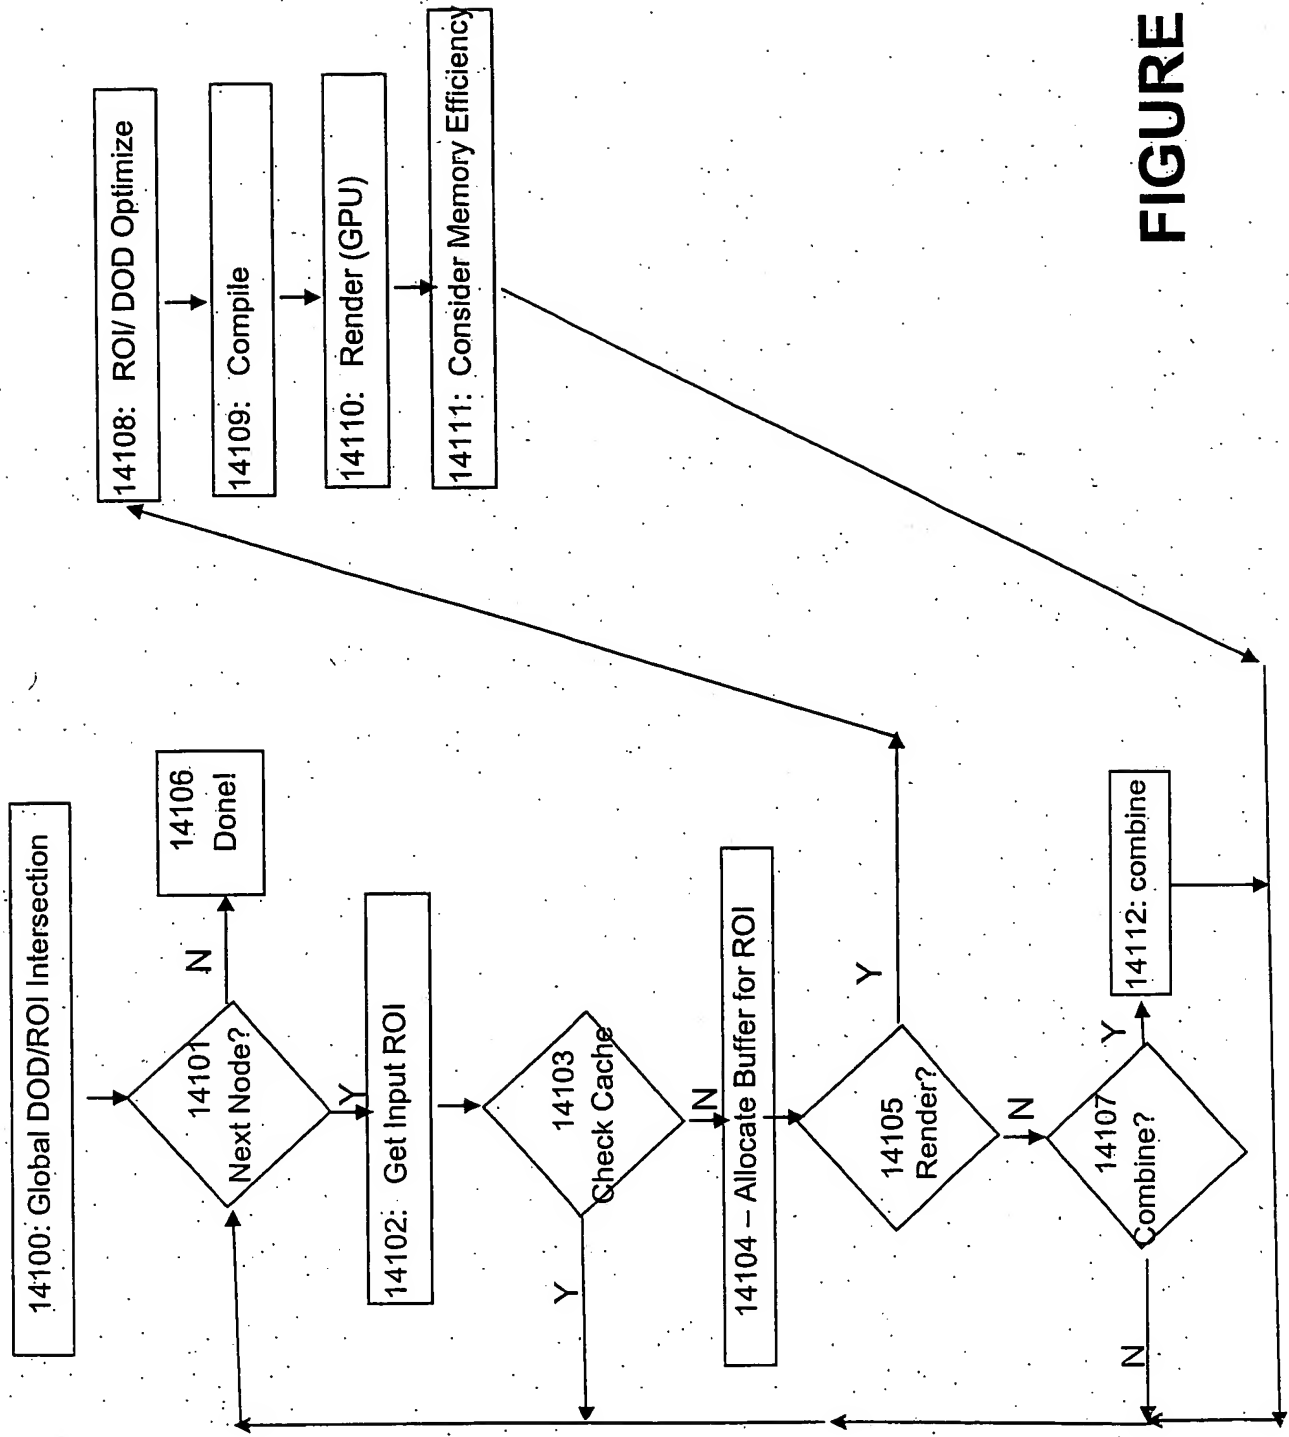 14100: Global DOD/ROI Intersection
14101
Next Node?
N
14106
Done!
Y
14102: Get Input ROI
14103
Check Cache
Y
N
14104 – Allocate Buffer for ROI
14105
Render?
Y
N
14107
Combine?
Y
14112: combine
N
14108: ROI/ DOD Optimize
14109: Compile
14110: Render (GPU)
14111: Consider Memory Efficiency
FIGURE